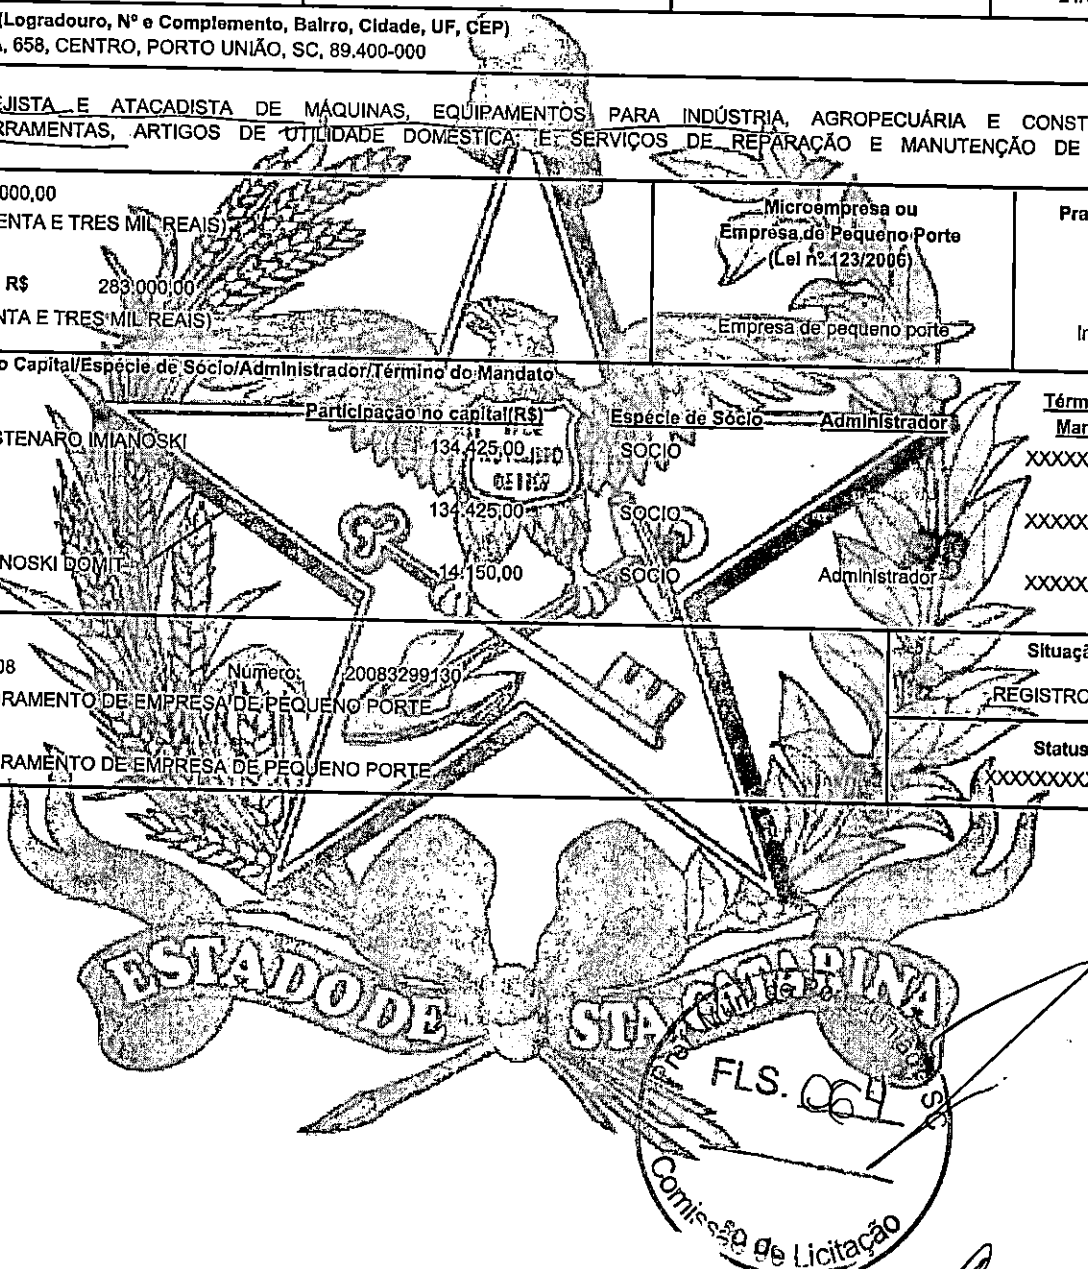 (Logradouro, Nº e Complemento, Bairro, Cidade, UF, CEP)
, 658, CENTRO, PORTO UNIÃO, SC, 89.400-000
EJISTA E ATACADISTA DE MÁQUINAS, EQUIPAMENTOS PARA INDÚSTRIA, AGROPECUÁRIA E CONST
RRAMENTAS, ARTIGOS DE UTILIDADE DOMÉSTICA, E SERVIÇOS DE REPARAÇÃO E MANUTENÇÃO DE
000,00
ENTA E TRES MIL REAIS)
R$ 283.000,00
NTA E TRES MIL REAIS)
Microempresa ou
Empresa de Pequeno Porte
(Lei nº 123/2006)
Empresa de pequeno porte
Pra
In
o Capital/Espécie de Sócio/Administrador/Término do Mandato
Participação no capital(R$) Espécie de Sócio Administrador Térm
Mar
STENARO IMIANOSKI 134.425,00 SOCIO XXXXX
134.425,00 SOCIO XXXXX
NOSKI DOMIT 14.150,00 SOCIO Administrador XXXXX
08 Número: 20083299130
RAMENTO DE EMPRESA DE PEQUENO PORTE
RAMENTO DE EMPRESA DE PEQUENO PORTE
Situaçã
REGISTRO
Status
XXXXXXXXX
ESTADO DE STA CATARINA
FLS. 064
SC
Comissão de Licitação